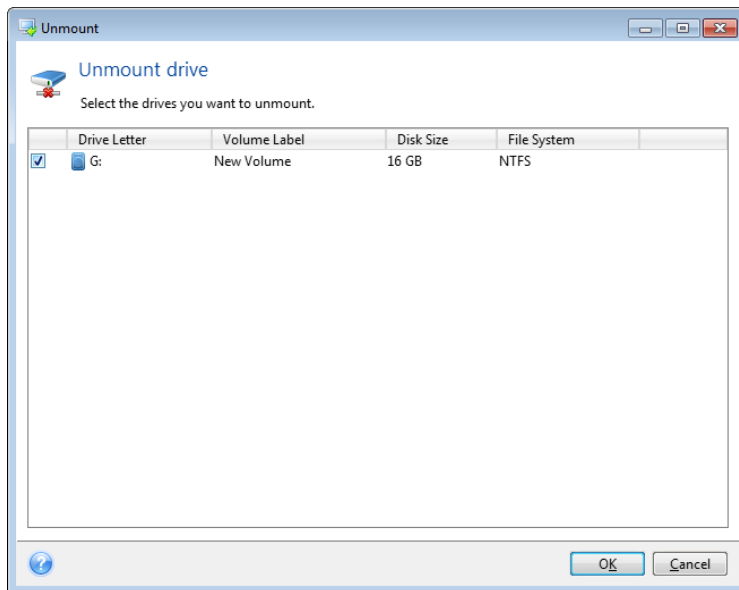 Unmount
Unmount drive
Select the drives you want to unmount.
Drive Letter Volume Label Disk Size File System
G: New Volume 16 GB NTFS
?
OK Cancel